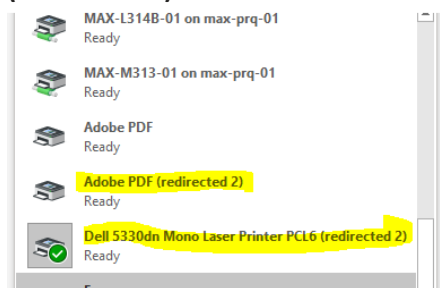 MAX-L314B-01 on max-prq-01
Ready
MAX-M313-01 on max-prq-01
Ready
Adobe PDF
Ready
Adobe PDF (redirected 2)
Ready
Dell 5330dn Mono Laser Printer PCL6 (redirected 2)
Ready